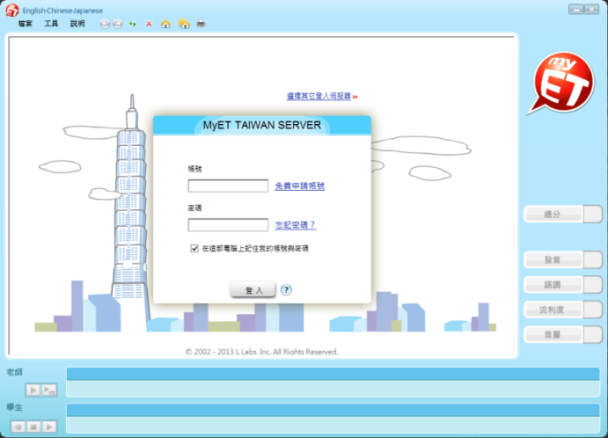 English-Chinese-Japanese
檔案 工具 說明
my
ET
選擇其它登入伺服器 »
MyET TAIWAN SERVER
帳號
免費申請帳號
密碼
忘記密碼？
在這部電腦上記住我的帳號與密碼
登 入 ?
總分
發音
語調
流利度
音量
© 2002 - 2013 L Labs. Inc. All Rights Reserved.
老師
學生